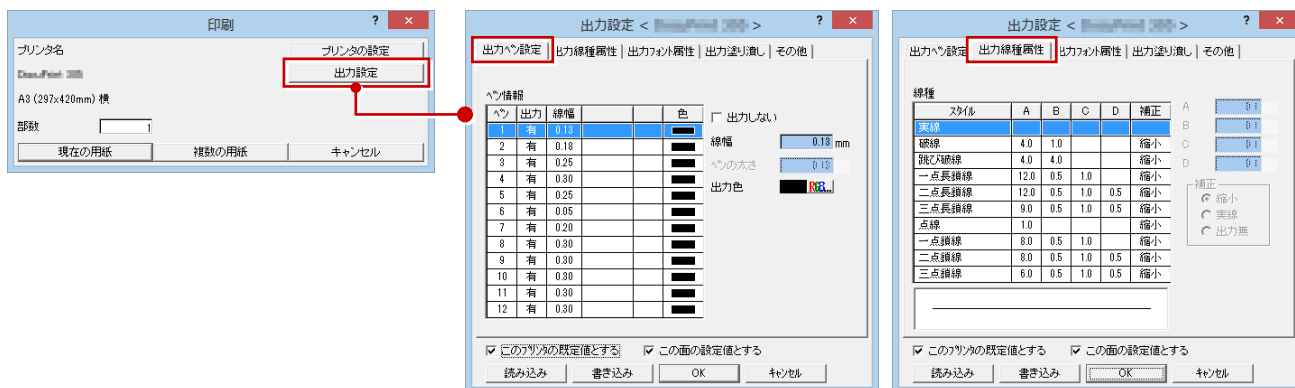 印刷 ? ×
プリンタ名 プリンタの設定
出力設定
A3 (297x420mm) 横
部数 1
現在の用紙 複数の用紙 キャンセル
出力設定 < > ? ×
出力ペン設定 出力線種属性 出力フォント属性 出力塗り潰し その他
ペン情報
ペン 出力 線幅 色
1 有 0.13
2 有 0.18
3 有 0.25
4 有 0.30
5 有 0.25
6 有 0.05
7 有 0.20
8 有 0.30
9 有 0.30
10 有 0.30
11 有 0.30
12 有 0.30
出力しない
線幅 0.13 mm
ペンの太さ 0.13
出力色 RGB...
このプリンタの既定値とする この面の設定値とする
読み込み 書き込み OK キャンセル
出力設定 < > ? ×
出力ペン設定 出力線種属性 出力フォント属性 出力塗り潰し その他
線種
スタイル A B C D 補正
実線
破線 4.0 1.0 縮小
跳び破線 4.0 4.0 縮小
一点長鎖線 12.0 0.5 1.0 縮小
二点長鎖線 12.0 0.5 1.0 0.5 縮小
三点長鎖線 9.0 0.5 1.0 0.5 縮小
点線 1.0 縮小
一点鎖線 8.0 0.5 1.0 縮小
二点鎖線 8.0 0.5 1.0 0.5 縮小
三点鎖線 6.0 0.5 1.0 0.5 縮小
A 0.1
B 0.1
C 0.1
D 0.1
補正
縮小
実線
出力無
このプリンタの既定値とする この面の設定値とする
読み込み 書き込み OK キャンセル